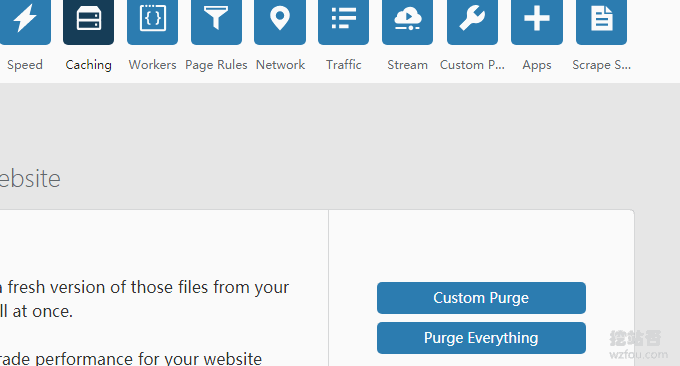 Speed Caching Workers Page Rules Network Traffic Stream Custom P... Apps Scrape S...
ebsite
fresh version of those files from your
ll at once.
Custom Purge
Purge Everything
rade performance for your website
挖站否
wzfou.com